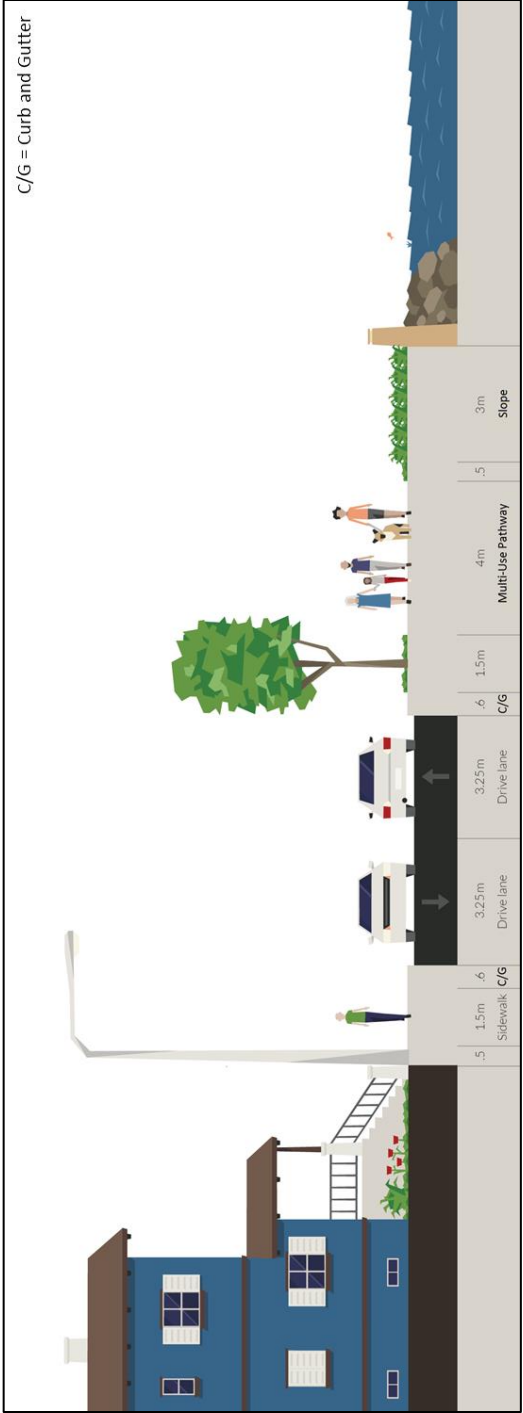 C/G = Curb and Gutter
.5 1.5m .6 3.25m 3.25m .6 1.5m 4m .5 3m
Sidewalk C/G Drive lane Drive lane C/G Multi-Use Pathway Slope